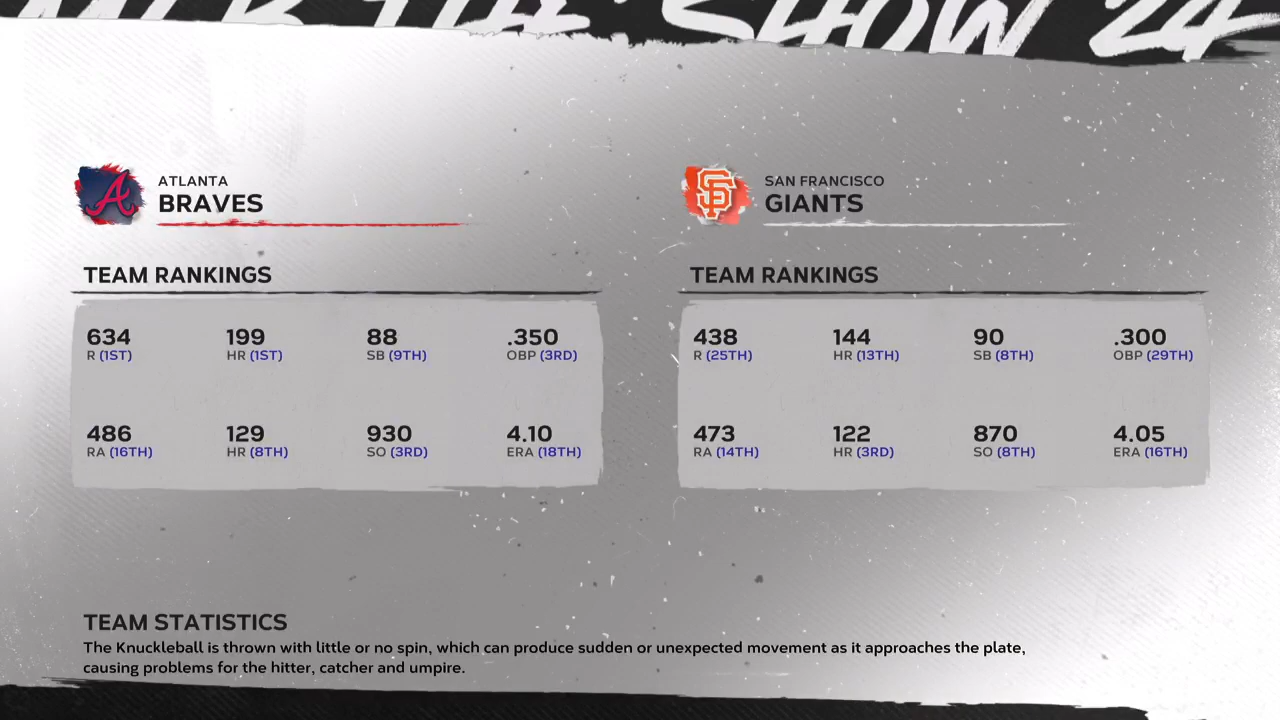 MLB THE SHOW 24
ATLANTA
BRAVES
SAN FRANCISCO
GIANTS
TEAM RANKINGS
TEAM RANKINGS
634 199 88 .350
R (1ST) HR (1ST) SB (9TH) OBP (3RD)
486 129 930 4.10
RA (16TH) HR (8TH) SO (3RD) ERA (18TH)
438 144 90 .300
R (25TH) HR (13TH) SB (8TH) OBP (29TH)
473 122 870 4.05
RA (14TH) HR (3RD) SO (8TH) ERA (16TH)
TEAM STATISTICS
The Knuckleball is thrown with little or no spin, which can produce sudden or unexpected movement as it approaches the plate,
causing problems for the hitter, catcher and umpire.